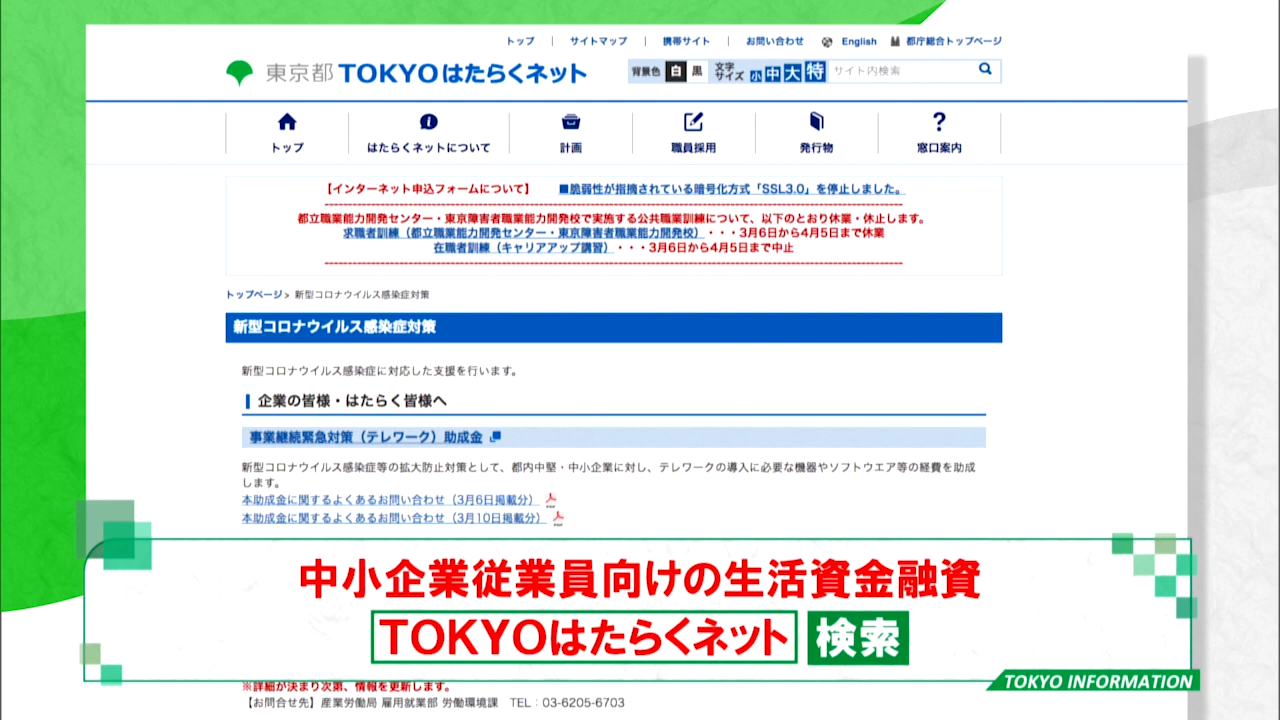 トップ | サイトマップ | 携帯サイト | お問い合わせ English 都庁総合トップページ
東京都 TOKYOはたらくネット
背景色 白 黒 文字サイズ 小 中 大 特 サイト内検索
トップ はたらくネットについて 計画 職員採用 発行物 窓口案内
【インターネット申込フォームについて】 ■脆弱性が指摘されている暗号化方式「SSL3.0」を停止しました。
都立職業能力開発センター・東京障害者職業能力開発校で実施する公共職業訓練について、以下のとおり休業・休止します。
求職者訓練（都立職業能力開発センター・東京障害者職業能力開発校）・・・3月6日から4月5日まで休業
在職者訓練（キャリアアップ講習）・・・3月6日から4月5日まで中止
トップページ > 新型コロナウイルス感染症対策
新型コロナウイルス感染症対策
新型コロナウイルス感染症に対応した支援を行います。
企業の皆様・はたらく皆様へ
事業継続緊急対策（テレワーク）助成金
新型コロナウイルス感染症等の拡大防止対策として、都内中堅・中小企業に対し、テレワークの導入に必要な機器やソフトウエア等の経費を助成
します。
本助成金に関するよくあるお問い合わせ（3月6日掲載分）
本助成金に関するよくあるお問い合わせ（3月10日掲載分）
中小企業従業員向けの生活資金融資
TOKYOはたらくネット 検索
TOKYO INFORMATION
※詳細が決まり次第、情報を更新します。
【お問合せ先】産業労働局 雇用就業部 労働環境課 TEL：03-6205-6703